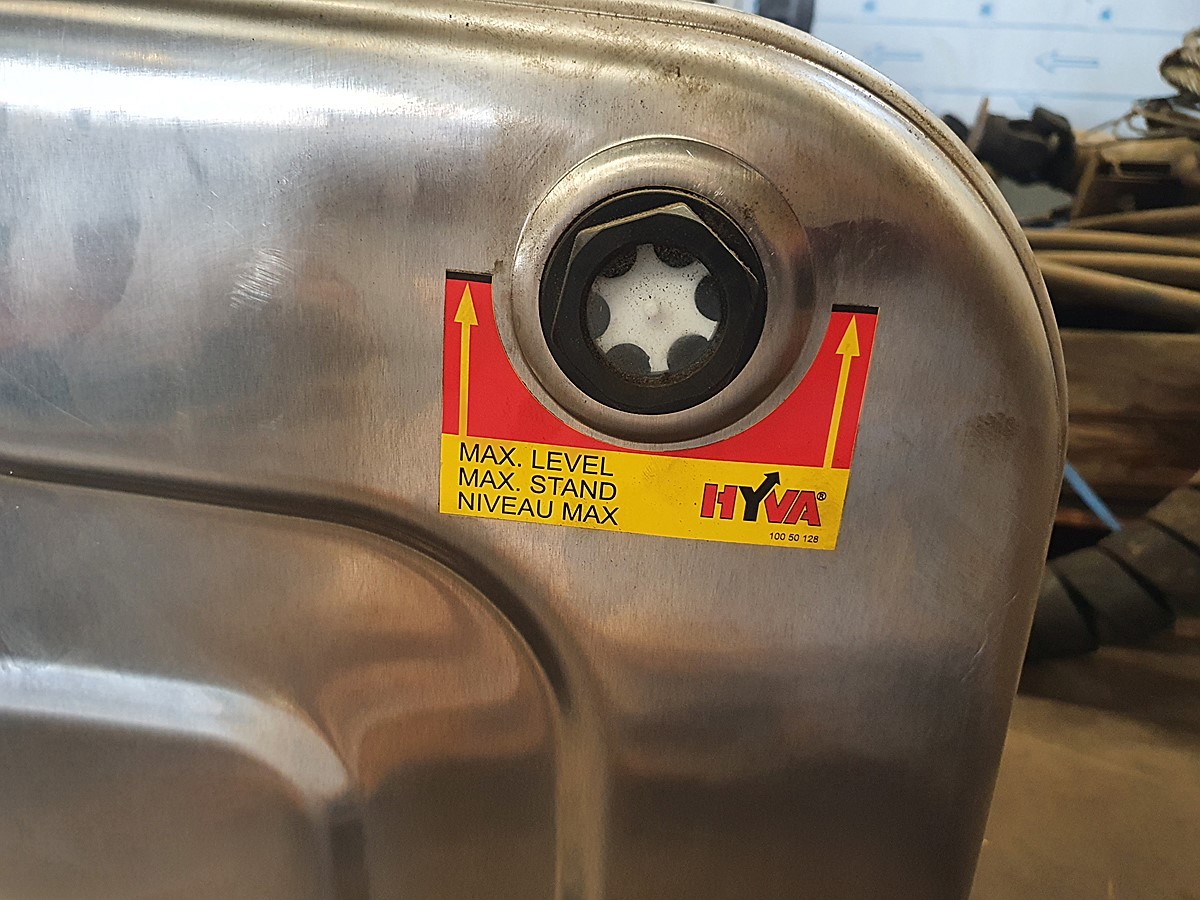 MAX. LEVEL
MAX. STAND
NIVEAU MAX
HYVA®
100 50 128